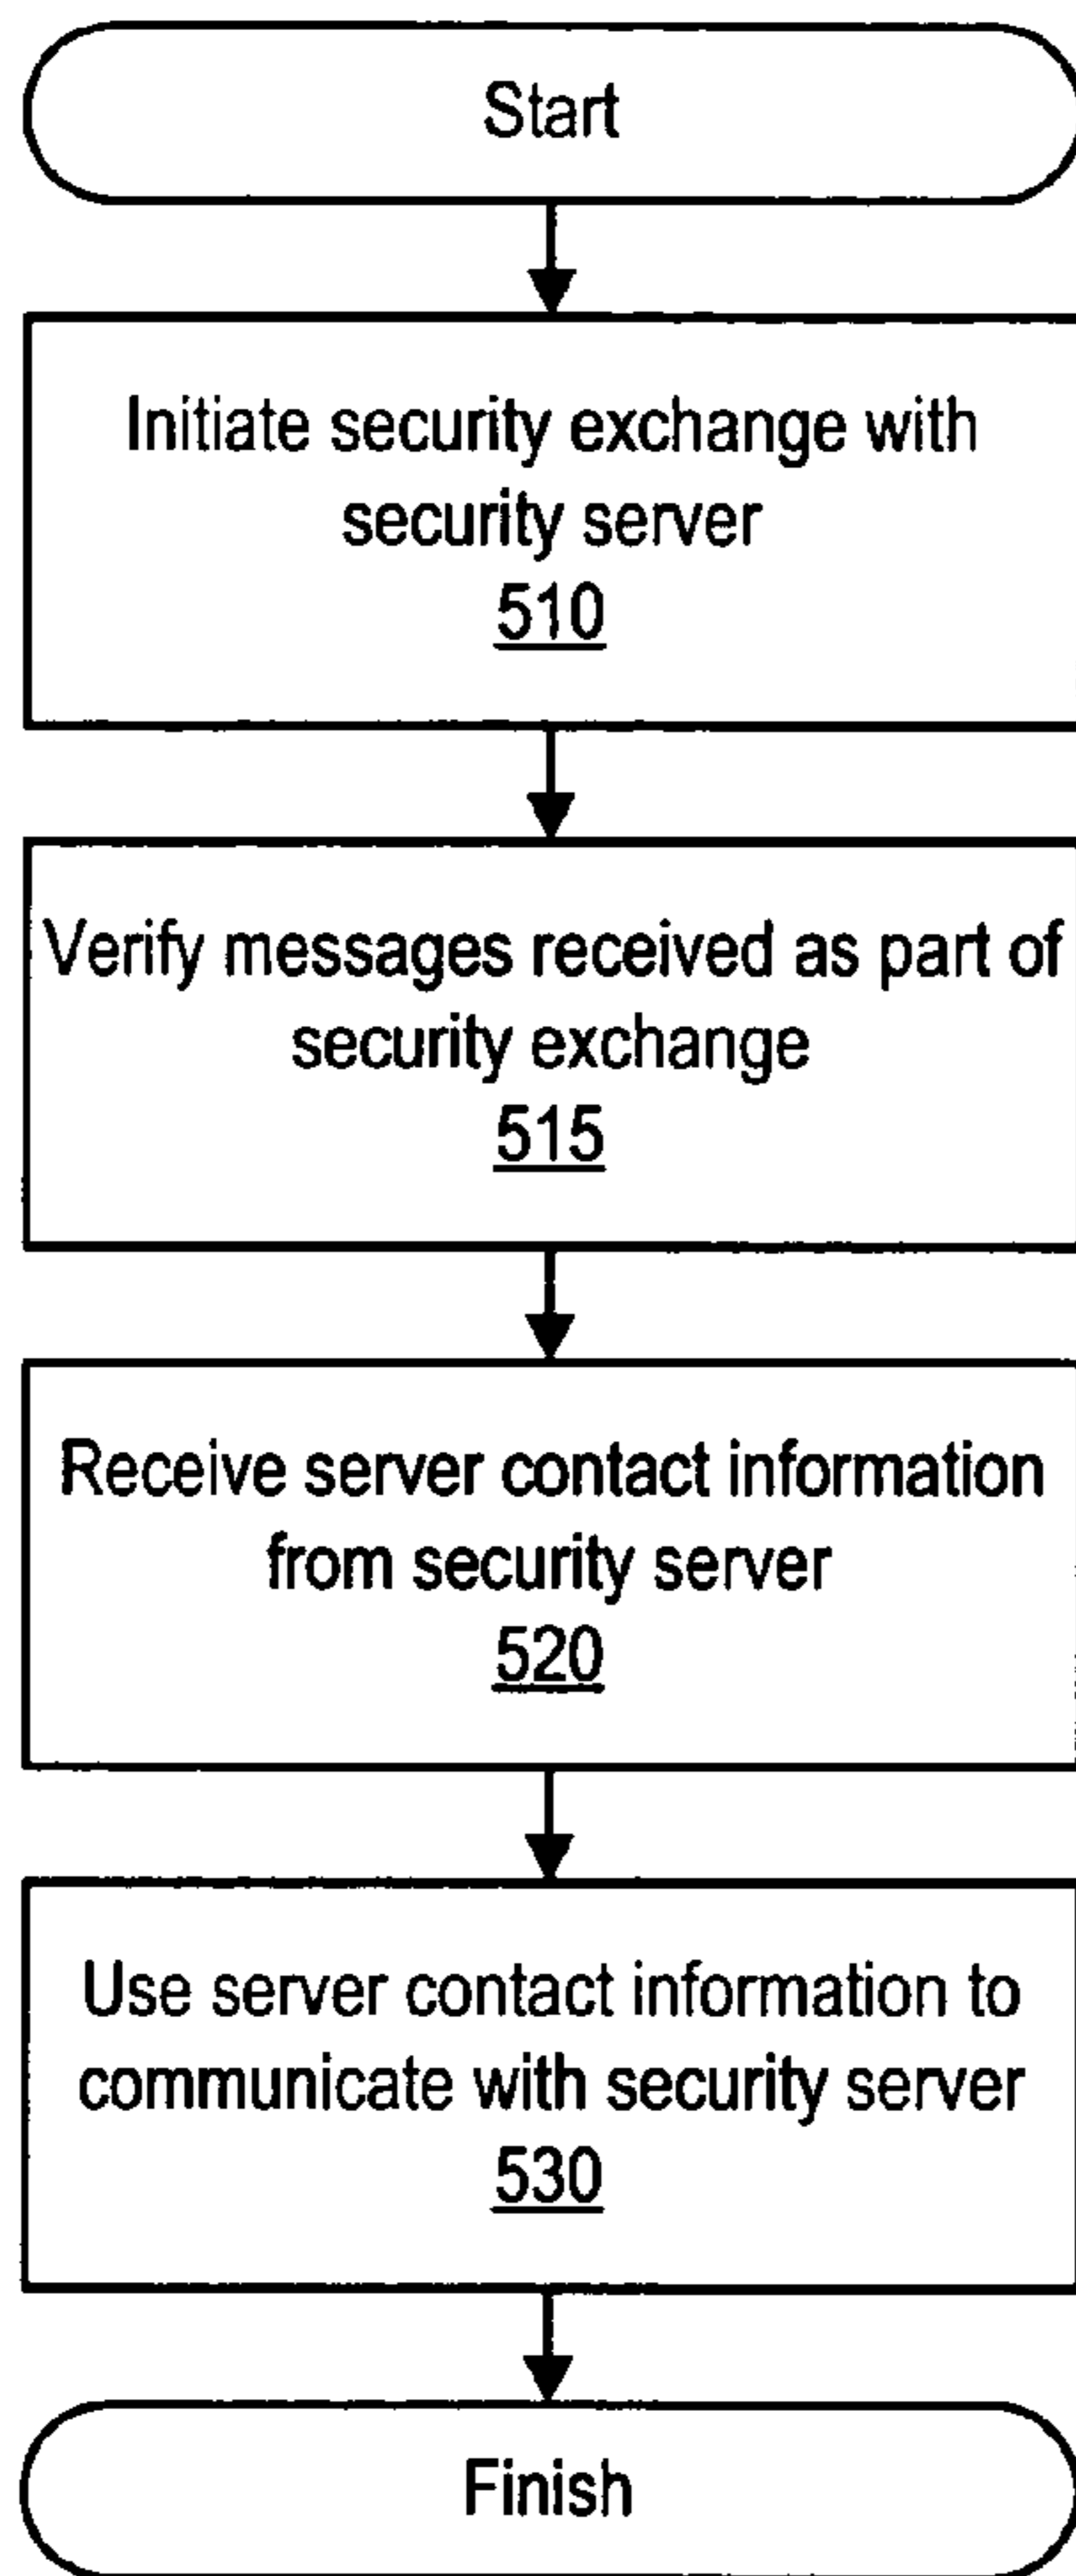 Start
Initiate security exchange with
security server
510
Verify messages received as part of
security exchange
515
Receive server contact information
from security server
520
Use server contact information to
communicate with security server
530
Finish